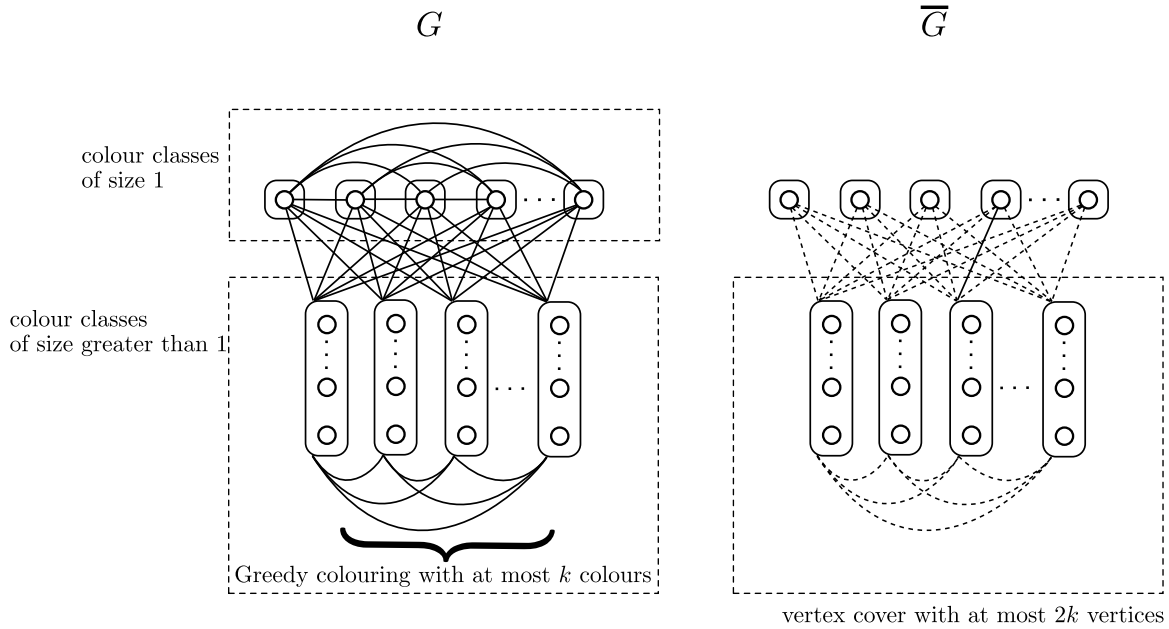 G
G̅
colour classes
of size 1
colour classes
of size greater than 1
Greedy colouring with at most k colours
vertex cover with at most 2k vertices